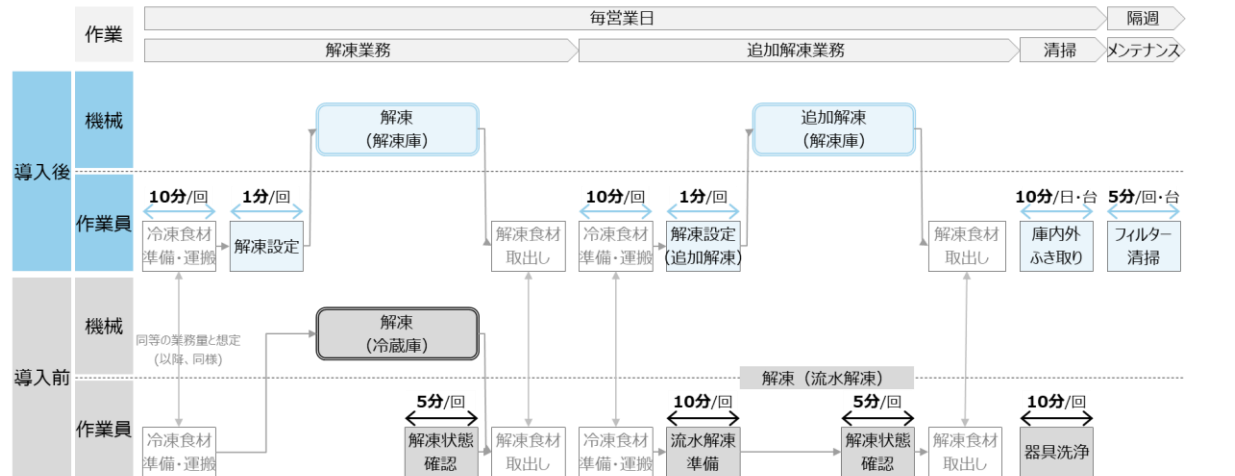 作業
毎営業日
隔週
解凍業務
追加解凍業務
清掃
メンテナンス
導入後
機械
解凍
(解凍庫)
追加解凍
(解凍庫)
作業員
10分/回
1分/回
10分/回
1分/回
10分/日・台
5分/回・台
冷凍食材
準備・運搬
解凍設定
解凍食材
取出し
冷凍食材
準備・運搬
解凍設定
(追加解凍)
解凍食材
取出し
庫内外
ふき取り
フィルター
清掃
導入前
機械
同等の業務量と想定
(以降、同様)
解凍
(冷蔵庫)
解凍(流水解凍)
作業員
5分/回
10分/回
5分/回
10分/回
冷凍食材
準備・運搬
解凍状態
確認
解凍食材
取出し
冷凍食材
準備・運搬
流水解凍
準備
解凍状態
確認
解凍食材
取出し
器具洗浄